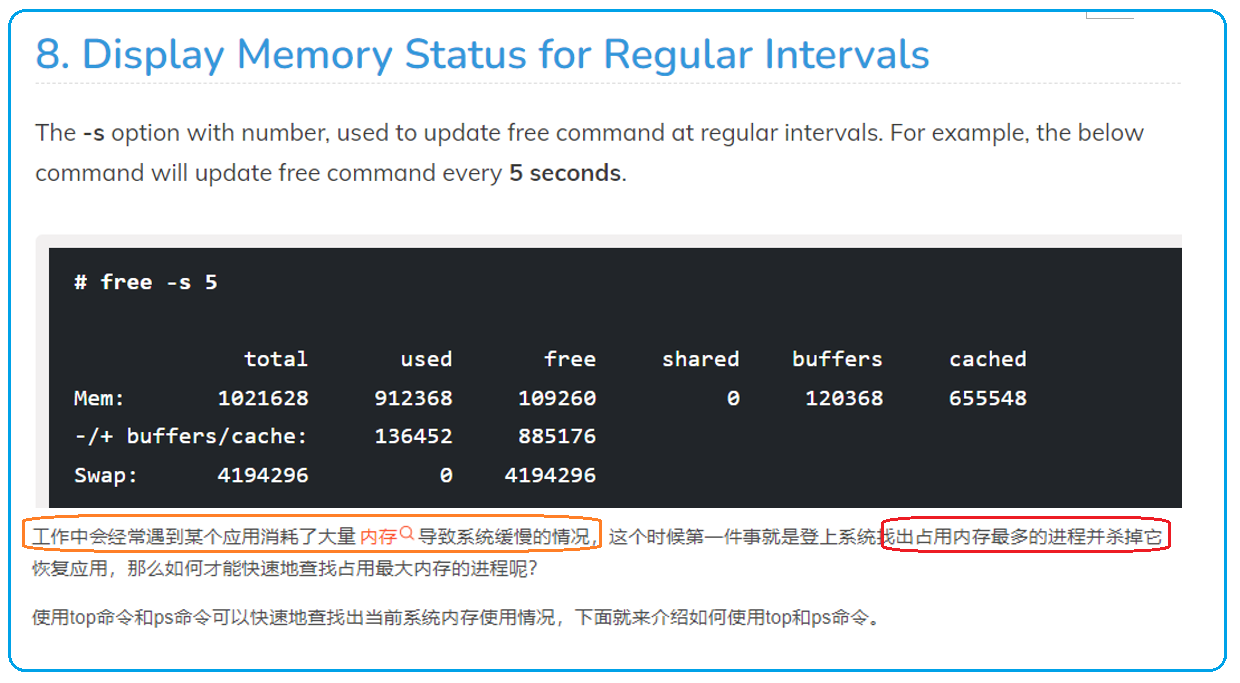 8. Display Memory Status for Regular Intervals
The -s option with number, used to update free command at regular intervals. For example, the below
command will update free command every 5 seconds.
# free -s 5
total used free shared buffers cached
Mem: 1021628 912368 109260 0 120368 655548
-/+ buffers/cache: 136452 885176
Swap: 4194296 0 4194296
工作中会经常遇到某个应用消耗了大量 内存 导致系统缓慢的情况，这个时候第一件事就是登上系统找出占用内存最多的进程并杀掉它
恢复应用，那么如何才能快速地查找占用最大内存的进程呢？
使用top命令和ps命令可以快速地查找出当前系统内存使用情况，下面就来介绍如何使用top和ps命令。